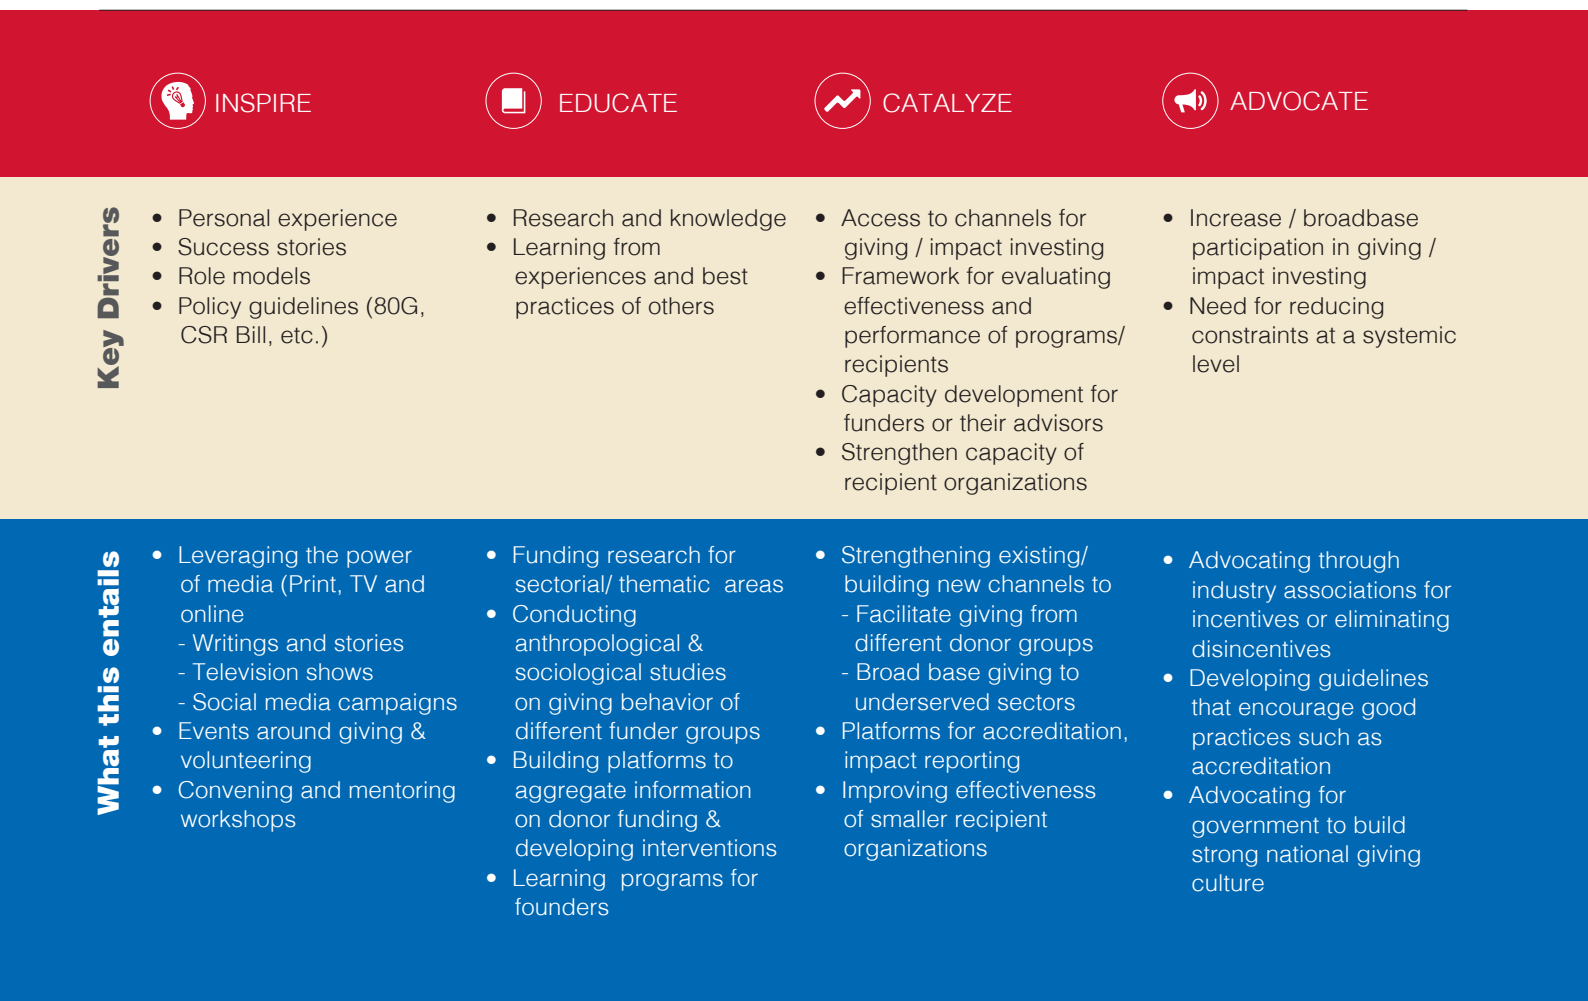 INSPIRE
EDUCATE
CATALYZE
ADVOCATE
Key Drivers
• Personal experience
• Success stories
• Role models
• Policy guidelines (80G,
CSR Bill, etc.)
• Research and knowledge
• Learning from
experiences and best
practices of others
• Access to channels for
giving / impact investing
• Framework for evaluating
effectiveness and
performance of programs/
recipients
• Capacity development for
funders or their advisors
• Strengthen capacity of
recipient organizations
• Increase / broadbase
participation in giving /
impact investing
• Need for reducing
constraints at a systemic
level
What this entails
• Leveraging the power
of media (Print, TV and
online
- Writings and stories
- Television shows
- Social media campaigns
• Events around giving &
volunteering
• Convening and mentoring
workshops
• Funding research for
sectorial/ thematic areas
• Conducting
anthropological &
sociological studies
on giving behavior of
different funder groups
• Building platforms to
aggregate information
on donor funding &
developing interventions
• Learning programs for
founders
• Strengthening existing/
building new channels to
- Facilitate giving from
different donor groups
- Broad base giving to
underserved sectors
• Platforms for accreditation,
impact reporting
• Improving effectiveness
of smaller recipient
organizations
• Advocating through
industry associations for
incentives or eliminating
disincentives
• Developing guidelines
that encourage good
practices such as
accreditation
• Advocating for
government to build
strong national giving
culture